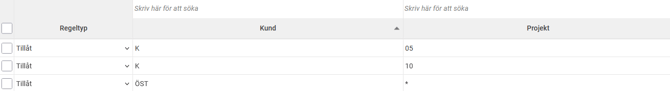 Skriv här för att söka Skriv här för att söka
Regeltyp Kund Projekt
Tillåt K 05
Tillåt K 10
Tillåt ÖST *